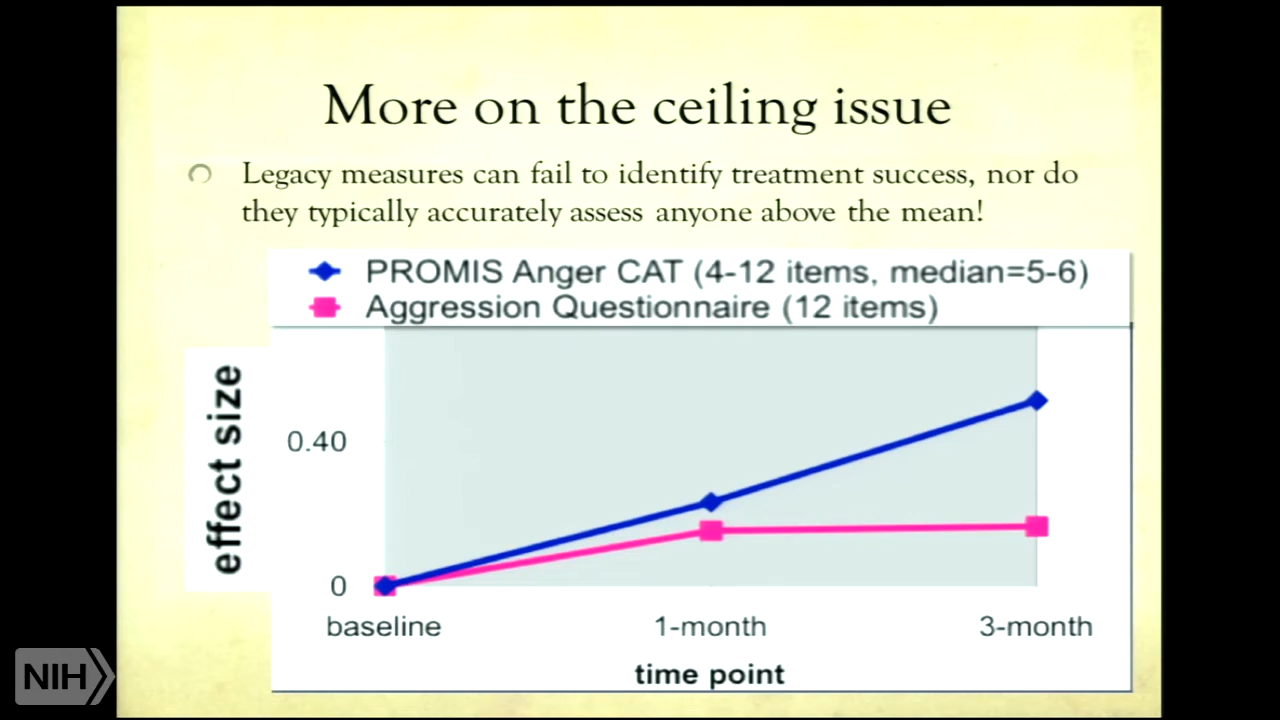 More on the ceiling issue
Legacy measures can fail to identify treatment success, nor do
they typically accurately assess anyone above the mean!
PROMIS Anger CAT (4-12 items, median=5-6)
Aggression Questionnaire (12 items)
effect size
0.40
0
baseline 1-month 3-month
time point
NIH